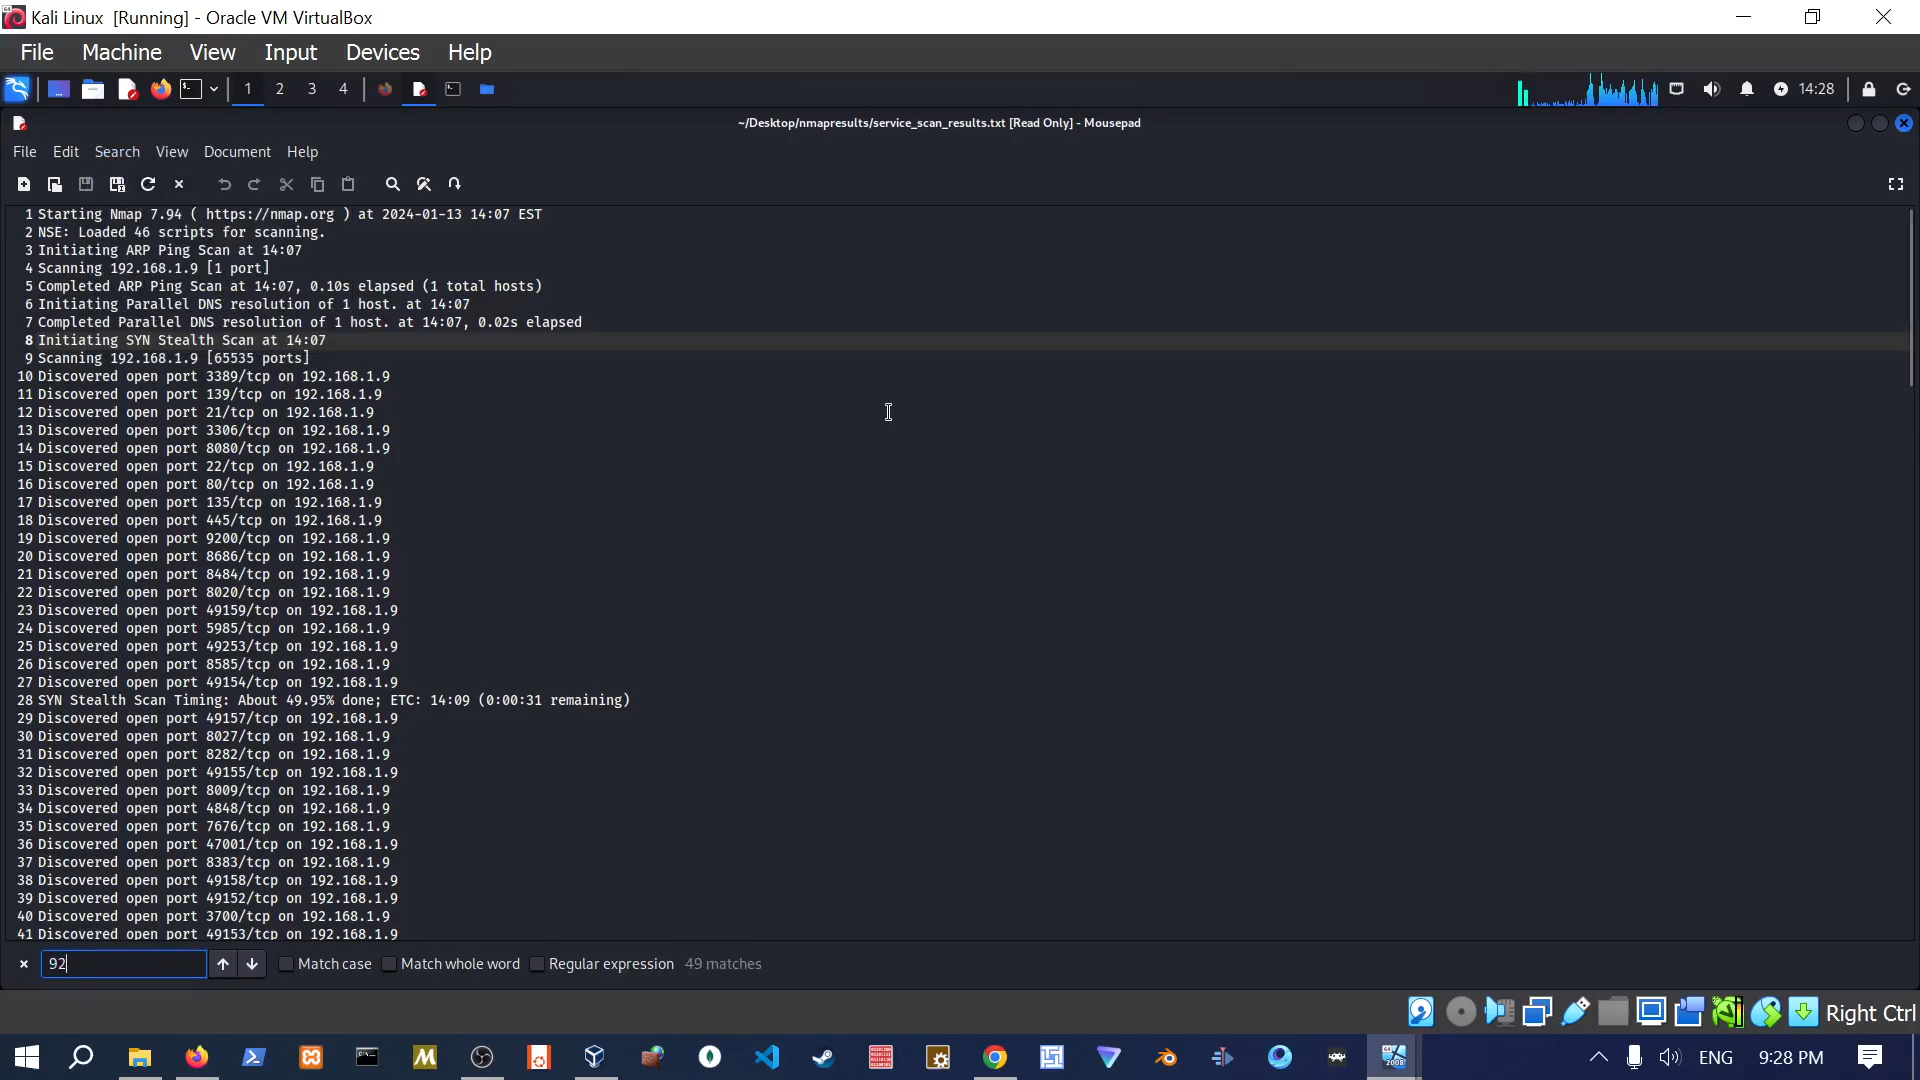 Kali Linux [Running] - Oracle VM VirtualBox
File Machine View Input Devices Help
1 2 3 4 14:28
~/Desktop/nmapresults/service_scan_results.txt [Read Only] - Mousepad
File Edit Search View Document Help
1 Starting Nmap 7.94 ( https://nmap.org ) at 2024-01-13 14:07 EST
2 NSE: Loaded 46 scripts for scanning.
3 Initiating ARP Ping Scan at 14:07
4 Scanning 192.168.1.9 [1 port]
5 Completed ARP Ping Scan at 14:07, 0.10s elapsed (1 total hosts)
6 Initiating Parallel DNS resolution of 1 host. at 14:07
7 Completed Parallel DNS resolution of 1 host. at 14:07, 0.02s elapsed
8 Initiating SYN Stealth Scan at 14:07
9 Scanning 192.168.1.9 [65535 ports]
10 Discovered open port 3389/tcp on 192.168.1.9
11 Discovered open port 139/tcp on 192.168.1.9
12 Discovered open port 21/tcp on 192.168.1.9
13 Discovered open port 3306/tcp on 192.168.1.9
14 Discovered open port 8080/tcp on 192.168.1.9
15 Discovered open port 22/tcp on 192.168.1.9
16 Discovered open port 80/tcp on 192.168.1.9
17 Discovered open port 135/tcp on 192.168.1.9
18 Discovered open port 445/tcp on 192.168.1.9
19 Discovered open port 9200/tcp on 192.168.1.9
20 Discovered open port 8686/tcp on 192.168.1.9
21 Discovered open port 8484/tcp on 192.168.1.9
22 Discovered open port 8020/tcp on 192.168.1.9
23 Discovered open port 49159/tcp on 192.168.1.9
24 Discovered open port 5985/tcp on 192.168.1.9
25 Discovered open port 49253/tcp on 192.168.1.9
26 Discovered open port 8585/tcp on 192.168.1.9
27 Discovered open port 49154/tcp on 192.168.1.9
28 SYN Stealth Scan Timing: About 49.95% done; ETC: 14:09 (0:00:31 remaining)
29 Discovered open port 49157/tcp on 192.168.1.9
30 Discovered open port 8027/tcp on 192.168.1.9
31 Discovered open port 8282/tcp on 192.168.1.9
32 Discovered open port 49155/tcp on 192.168.1.9
33 Discovered open port 8009/tcp on 192.168.1.9
34 Discovered open port 4848/tcp on 192.168.1.9
35 Discovered open port 7676/tcp on 192.168.1.9
36 Discovered open port 47001/tcp on 192.168.1.9
37 Discovered open port 8383/tcp on 192.168.1.9
38 Discovered open port 49158/tcp on 192.168.1.9
39 Discovered open port 49152/tcp on 192.168.1.9
40 Discovered open port 3700/tcp on 192.168.1.9
41 Discovered open port 49153/tcp on 192.168.1.9
92 Match case Match whole word Regular expression 49 matches
Right Ctrl
ENG 9:28 PM